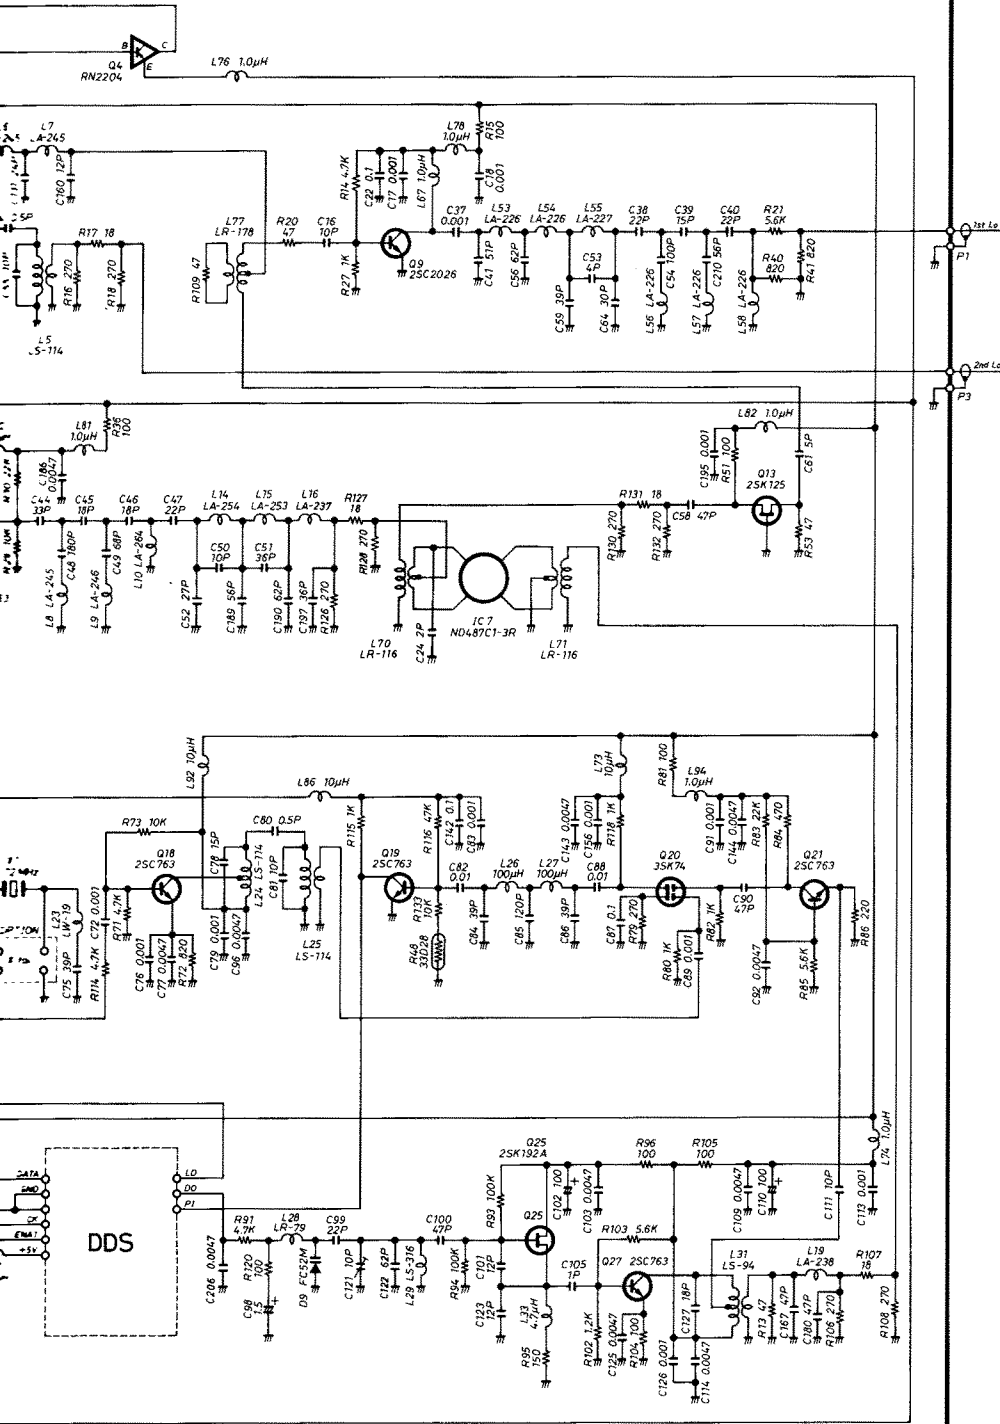 B
C
E
Q4
RN2204
L76 1.0μH
L7
LA-245
C160 12P
5P
R17 18
R16 270
R18 270
L5
LS-114
L77
LR-178
R109 47
R20
47
C16
10P
R14 4.7K
R27 1K
C22 0.1
C17 0.001
L67 1.0μH
L78
1.0μH
R15
100
C18
0.001
Q9
2SC2026
C37
0.001
L53
LA-226
L54
LA-226
L55
LA-227
C38
22P
C39
15P
C40
22P
R21
5.6K
C41 51P
C56 62P
C53
4P
C59 39P
C64 30P
L56 LA-226
C54 100P
L57 LA-226
C210 56P
L58 LA-226
R40
820
R41 820
1st Lo
P1
2nd Lo
P3
L81
1.0μH
R36
100
C186
0.0047
C44
33P
C45
18P
C46
18P
C47
22P
L14
LA-254
L15
LA-253
L16
LA-237
R127
18
L8 LA-245
C48 180P
L9 LA-246
C49 68P
L10 LA-264
C50
10P
C51
36P
C52 27P
C189 56P
C190 62P
C197 36P
R126 270
R128 270
L70
LR-116
C24 2P
IC7
ND487C1-3R
L71
LR-116
R131 18
R130 270
R132 270
C58 47P
C195 0.001
R51 100
L82 1.0μH
Q13
2SK125
C61 5P
R53 47
L92 10μH
L86 10μH
R73 10K
Q18
2SC763
C78 15P
L24 LS-114
C80 0.5P
C81 10P
L25
LS-114
L23
LW-19
C75 39P
C72 0.001
R114 4.7K
R71 4.7K
C76 0.001
C77 0.0047
R72 820
C79 0.001
C96 0.0047
R115 1K
R116 47K
C142 0.1
C83 0.001
Q19
2SC763
R133
10K
R48
33D28
C82
0.01
L26
100μH
L27
100μH
C88
0.01
C84 39P
C85 120P
C86 39P
L73
10μH
C143 0.0047
C156 0.001
R118 1K
R81 100
L94
1.0μH
C91 0.001
C144 0.0047
R83 22K
R84 470
Q20
3SK74
Q21
2SC763
C87 0.1
R79 270
R80 1K
C89 0.001
R82 1K
C90
47P
C92 0.0047
R85 5.6K
R86 220
DATA
GND
CK
ENA1
+5V
DDS
LD
DO
P1
C206 0.0047
R91
4.7K
R120
100
C98 1.5
L28
LR-79
D9 FC52M
C99
22P
C121 10P
C122 62P
L29 LS-316
C100
47P
R94 100K
R93 100K
C101
12P
C123
12P
Q25
2SK192A
Q25
C102 100
C103 0.0047
R96
100
R105
100
R103 5.6K
L33
4.7μH
R95
150
C105
1P
Q27 2SC763
R102 1.2K
C125 0.0047
R104 100
C127 18P
C126 0.001
C114 0.0047
C109 0.0047
C110 100
C111 10P
C113 0.001
L74 1.0μH
L31
LS-94
R13 47
C167 47P
L19
LA-238
C180 47P
R106 270
R107
18
R108 270